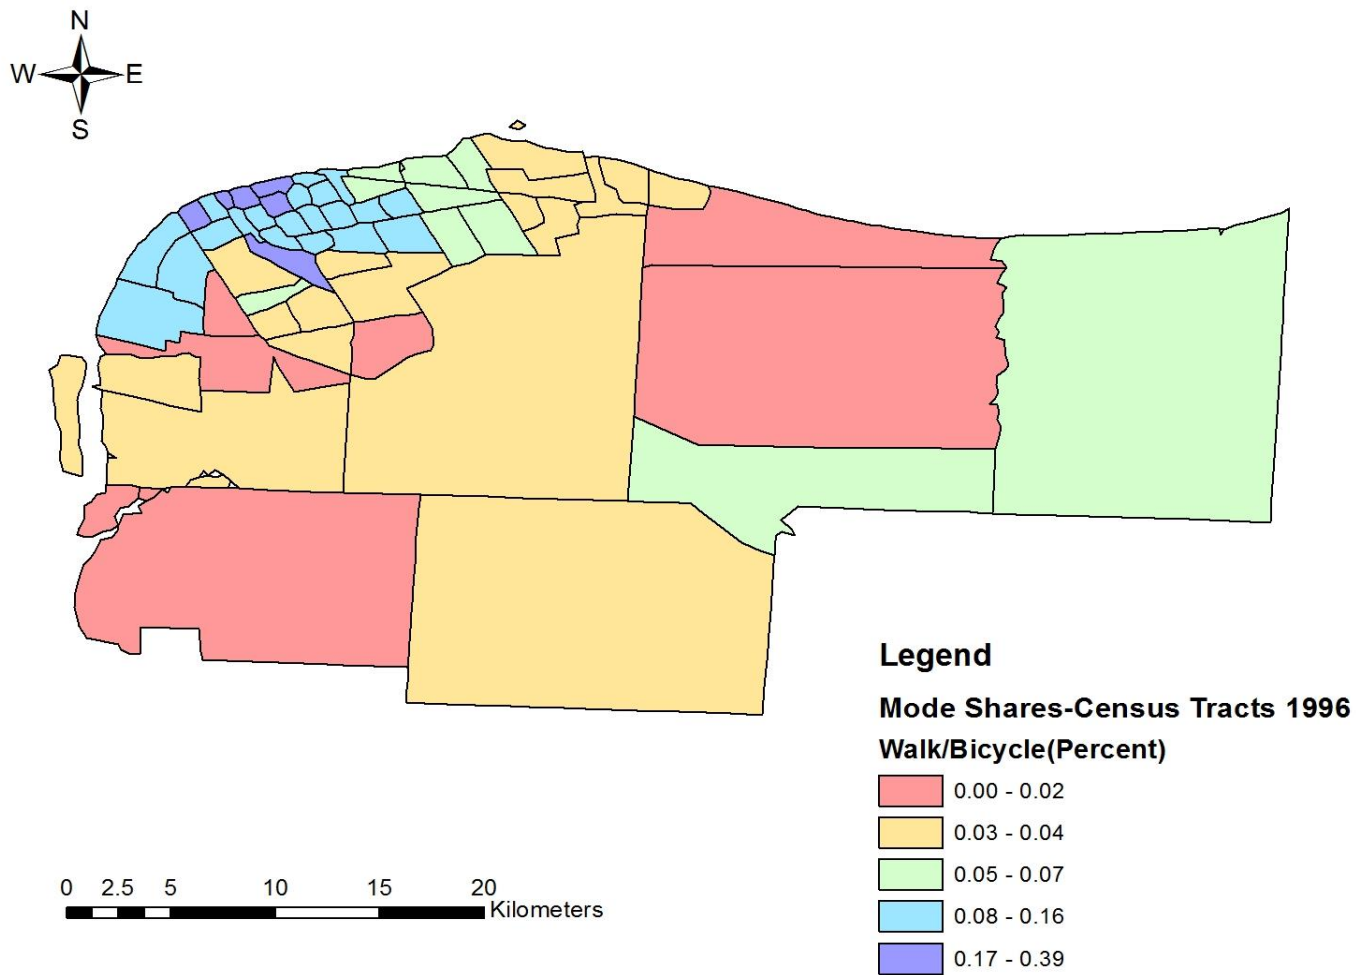 N
W E
S
Legend
Mode Shares-Census Tracts 1996
Walk/Bicycle(Percent)
0.00 - 0.02
0.03 - 0.04
0.05 - 0.07
0.08 - 0.16
0.17 - 0.39
0 2.5 5 10 15 20
Kilometers